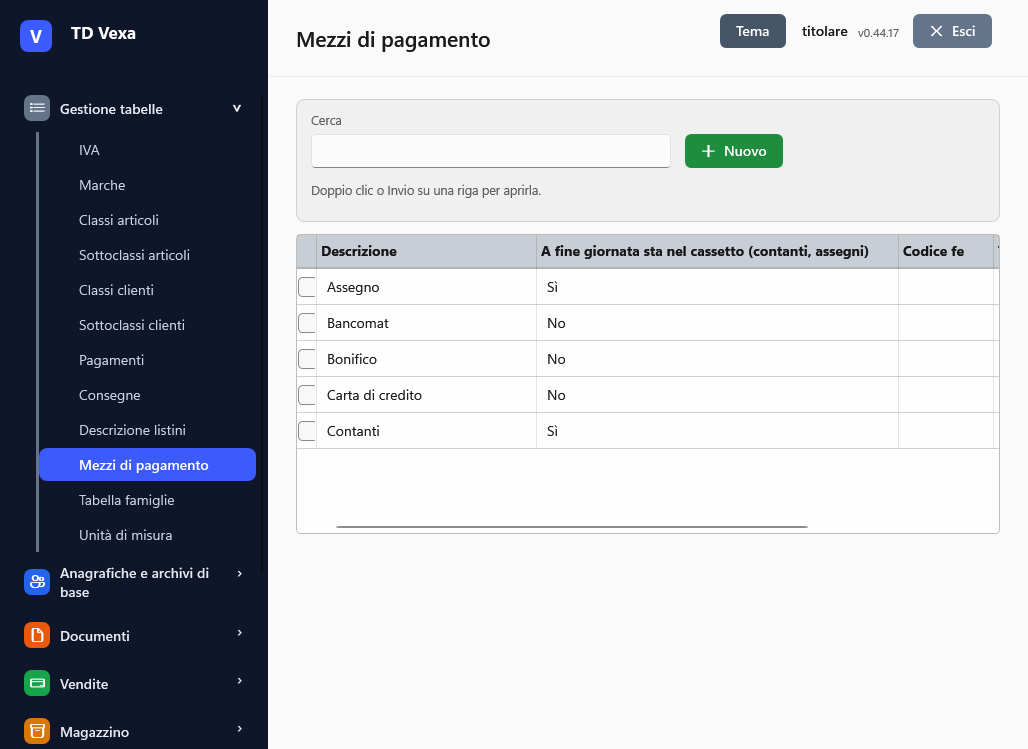 V
TD Vexa
Gestione tabelle
IVA
Marche
Classi articoli
Sottoclassi articoli
Classi clienti
Sottoclassi clienti
Pagamenti
Consegne
Descrizione listini
Mezzi di pagamento
Tabella famiglie
Unità di misura
Anagrafiche e archivi di
base
Documenti
Vendite
Magazzino
Mezzi di pagamento
Tema
titolare v0.44.17
Esci
Cerca
Nuovo
Doppio clic o Invio su una riga per aprirla.
Descrizione A fine giornata sta nel cassetto (contanti, assegni) Codice fe
Assegno Sì
Bancomat No
Bonifico No
Carta di credito No
Contanti Sì